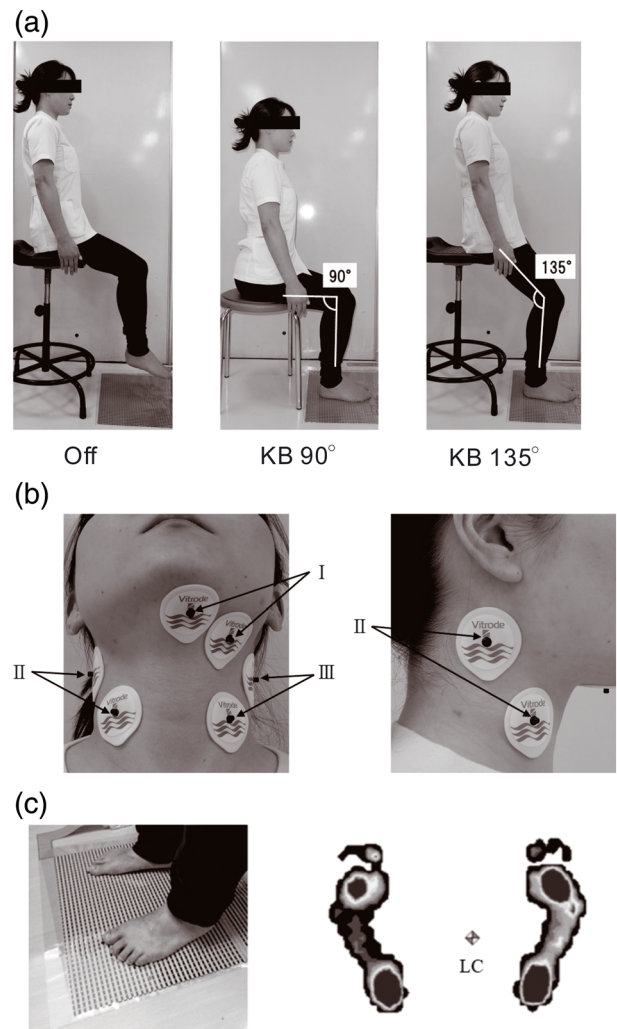 (a)
90°
135°
Off
KB 90°
KB 135°
(b)
I
Vitrode
Vitrode
II
III
Vitrode
Vitrode
Vitrode
II
Vitrode
(c)
LC